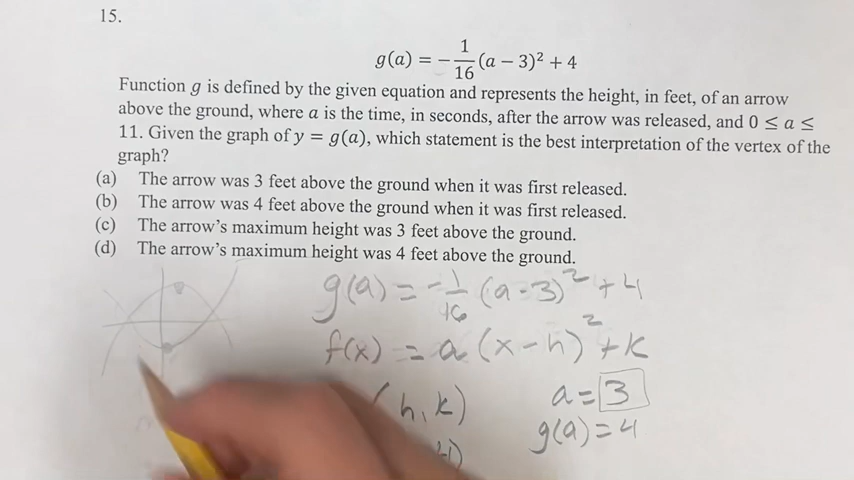 15.
g(a) = −1/16(a − 3)² + 4
Function g is defined by the given equation and represents the height, in feet, of an arrow
above the ground, where a is the time, in seconds, after the arrow was released, and 0 ≤ a ≤
11. Given the graph of y = g(a), which statement is the best interpretation of the vertex of the
graph?
(a) The arrow was 3 feet above the ground when it was first released.
(b) The arrow was 4 feet above the ground when it was first released.
(c) The arrow's maximum height was 3 feet above the ground.
(d) The arrow's maximum height was 4 feet above the ground.
g(a) = -1/16 (a-3)² + 4
f(x) = a(x-h)² + k
(h, k) a = 3
4) g(a) = 4